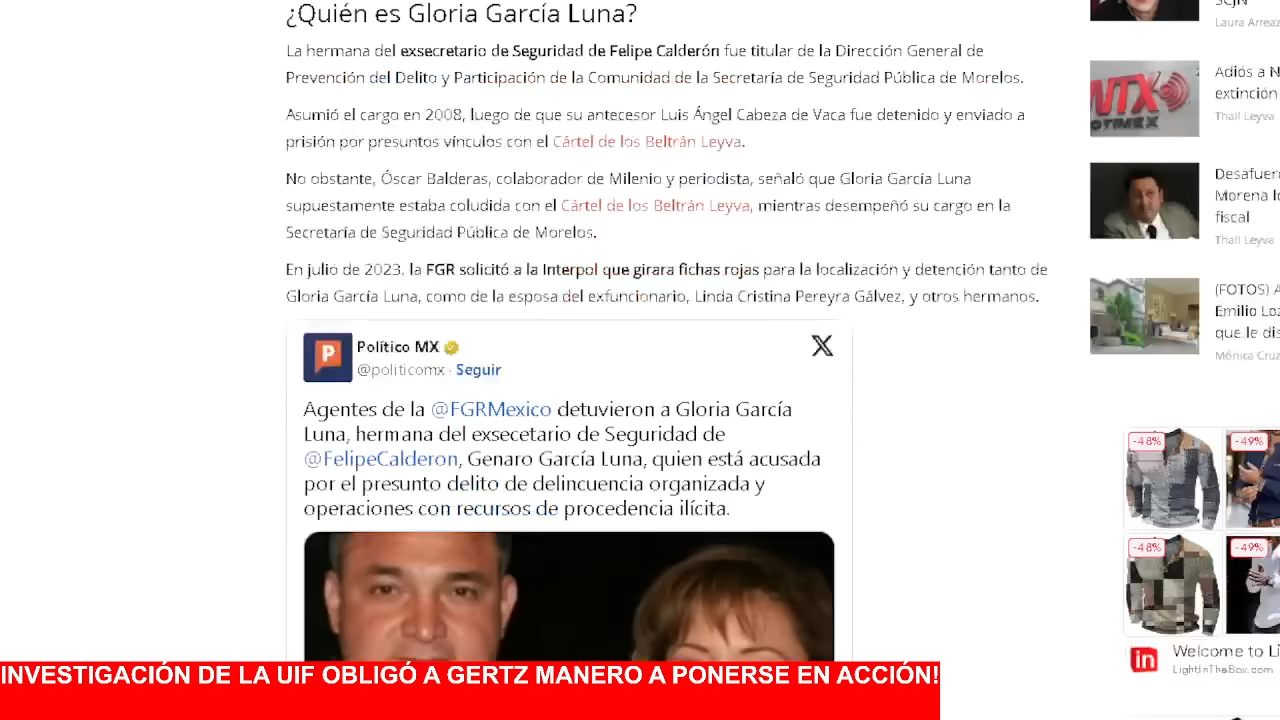 ¿Quién es Gloria García Luna?
La hermana del exsecretario de Seguridad de Felipe Calderón fue titular de la Dirección General de
Prevención del Delito y Participación de la Comunidad de la Secretaría de Seguridad Pública de Morelos.
Asumió el cargo en 2008, luego de que su antecesor Luis Ángel Cabeza de Vaca fue detenido y enviado a
prisión por presuntos vínculos con el Cártel de los Beltrán Leyva.
No obstante, Óscar Balderas, colaborador de Milenio y periodista, señaló que Gloria García Luna
supuestamente estaba coludida con el Cártel de los Beltrán Leyva, mientras desempeñó su cargo en la
Secretaría de Seguridad Pública de Morelos.
En julio de 2023, la FGR solicitó a la Interpol que girara fichas rojas para la localización y detención tanto de
Gloria García Luna, como de la esposa del exfuncionario, Linda Cristina Pereyra Gálvez, y otros hermanos.
Político MX
@politicomx · Seguir
Agentes de la @FGRMexico detuvieron a Gloria García
Luna, hermana del exsecetario de Seguridad de
@FelipeCalderon, Genaro García Luna, quien está acusada
por el presunto delito de delincuencia organizada y
operaciones con recursos de procedencia ilícita.
INVESTIGACIÓN DE LA UIF OBLIGÓ A GERTZ MANERO A PONERSE EN ACCIÓN!
SCJN
Laura Arreaz
NTX
OTIMEX
Adiós a N
extinción
Thalí Leyva
Desafuero
Morena lo
fiscal
Thalí Leyva
(FOTOS) A
Emilio Loz
que le dis
Mónica Cruz
-48%
-49%
-48%
-49%
in
Welcome to Li
LightInTheBox.com